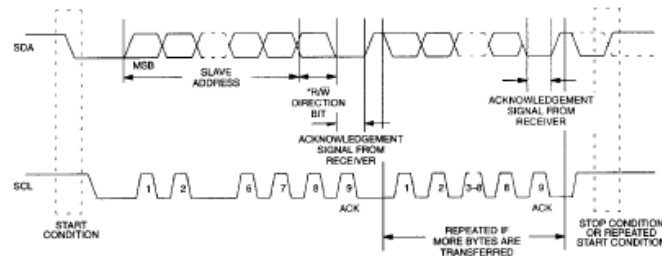 SDA
MSB
SLAVE
ADDRESS
*R/W
DIRECTION
BIT
ACKNOWLEDGEMENT
SIGNAL FROM
RECEIVER
ACKNOWLEDGEMENT
SIGNAL FROM
RECEIVER
SCL
1 2 6 7 8 9 1 2 3–8 8 9
ACK ACK
START
CONDITION
REPEATED IF
MORE BYTES ARE
TRANSFERRED
STOP CONDITION
OR REPEATED
START CONDITION